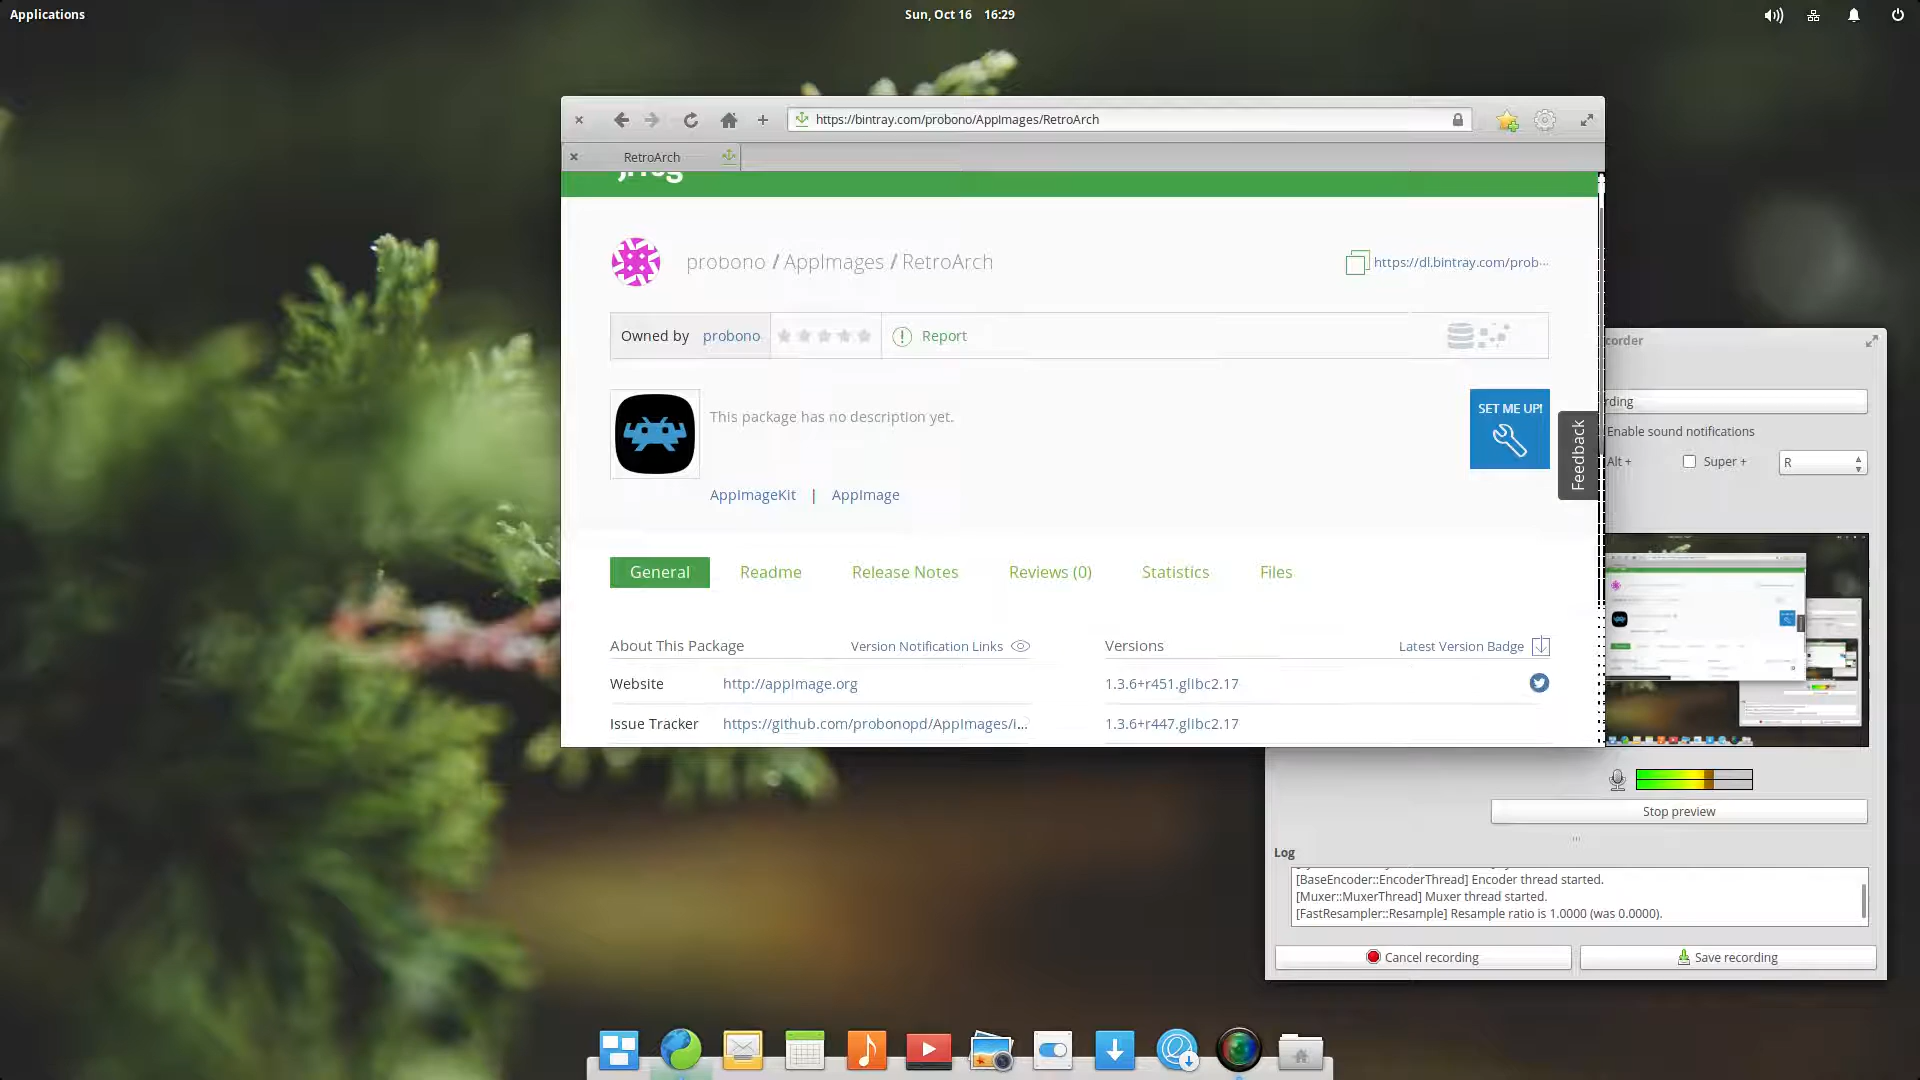 Applications
Sun, Oct 16 16:29
https://bintray.com/probono/AppImages/RetroArch
RetroArch
probono / AppImages / RetroArch
https://dl.bintray.com/prob...
Owned by probono
Report
This package has no description yet.
SET ME UP!
Feedback
AppImageKit | AppImage
General Readme Release Notes Reviews (0) Statistics Files
About This Package
Version Notification Links
Versions
Latest Version Badge
Website
http://appimage.org
1.3.6+r451.glibc2.17
Issue Tracker
https://github.com/probonopd/AppImages/i...
1.3.6+r447.glibc2.17
corder
rding
Enable sound notifications
Alt +
Super +
R
Stop preview
Log
[BaseEncoder::EncoderThread] Encoder thread started.
[Muxer::MuxerThread] Muxer thread started.
[FastResampler::Resample] Resample ratio is 1.0000 (was 0.0000).
Cancel recording
Save recording